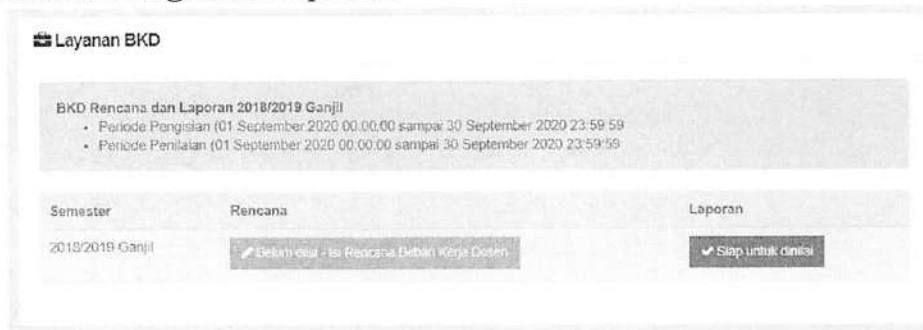 Layanan BKD
BKD Rencana dan Laporan 2018/2019 Ganjil
• Periode Pengisian (01 September 2020 00:00:00 sampai 30 September 2020 23:59:59
• Periode Penilaian (01 September 2020 00:00:00 sampai 30 September 2020 23:59:59
Semester Rencana Laporan
2018/2019 Ganjil Belum diisi - Isi Rencana Beban Kerja Dosen Siap untuk dinilai